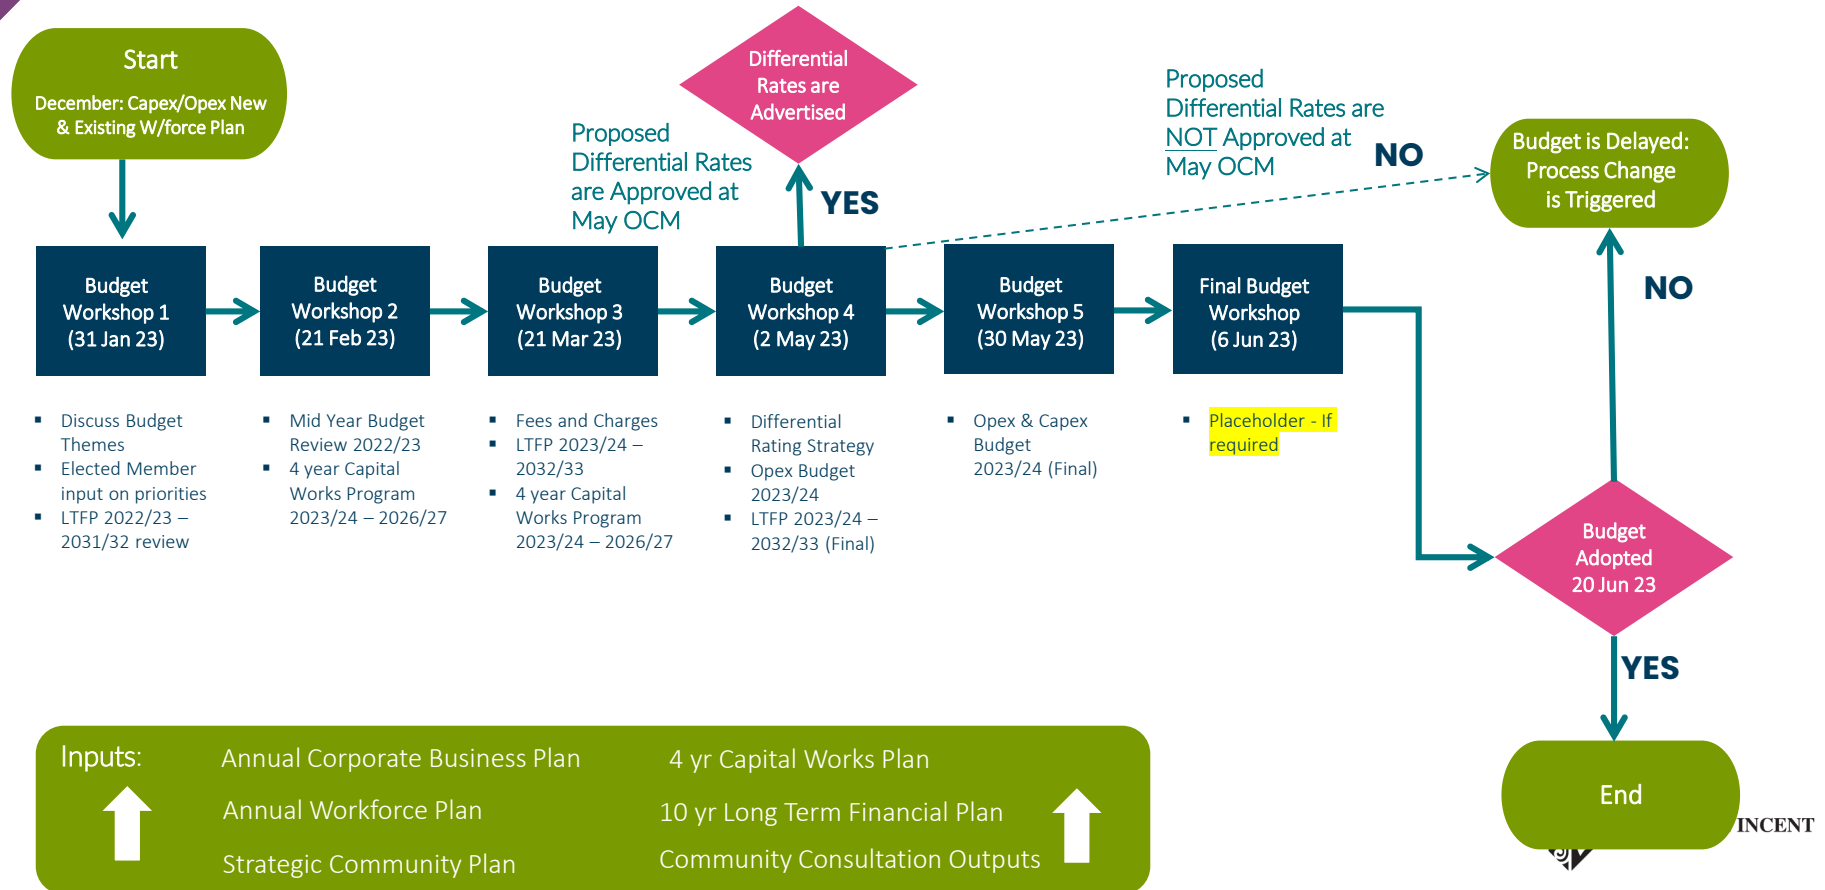 Start
December: Capex/Opex New
& Existing W/force Plan
Differential
Rates are
Advertised
Proposed
Differential Rates
are Approved at
May OCM
YES
Proposed
Differential Rates are
NOT Approved at
May OCM
NO
Budget is Delayed:
Process Change
is Triggered
NO
Budget
Workshop 1
(31 Jan 23)
Budget
Workshop 2
(21 Feb 23)
Budget
Workshop 3
(21 Mar 23)
Budget
Workshop 4
(2 May 23)
Budget
Workshop 5
(30 May 23)
Final Budget
Workshop
(6 Jun 23)
▪ Discuss Budget
Themes
▪ Elected Member
input on priorities
▪ LTFP 2022/23 –
2031/32 review
▪ Mid Year Budget
Review 2022/23
▪ 4 year Capital
Works Program
2023/24 – 2026/27
▪ Fees and Charges
▪ LTFP 2023/24 –
2032/33
▪ 4 year Capital
Works Program
2023/24 – 2026/27
▪ Differential
Rating Strategy
▪ Opex Budget
2023/24
▪ LTFP 2023/24 –
2032/33 (Final)
▪ Opex & Capex
Budget
2023/24 (Final)
▪ Placeholder - If
required
Budget
Adopted
20 Jun 23
YES
End
INCENT
Inputs:
Annual Corporate Business Plan
Annual Workforce Plan
Strategic Community Plan
4 yr Capital Works Plan
10 yr Long Term Financial Plan
Community Consultation Outputs